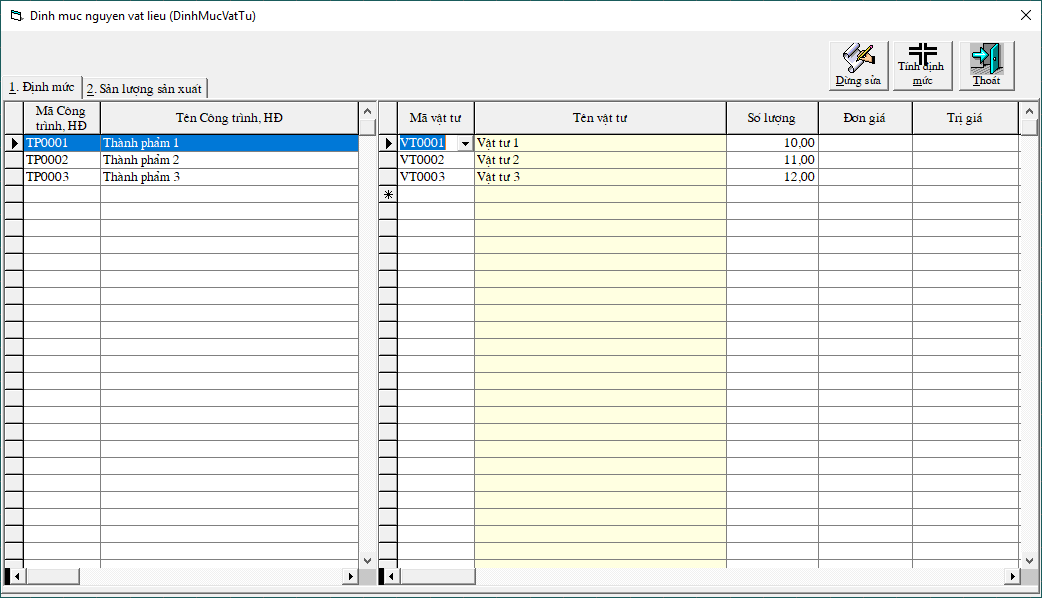 Dinh muc nguyen vat lieu (DinhMucVatTu)
Dừng sửa
Tính định
mức
Thoát
1. Định mức
2. Sản lượng sản xuất
Mã Công
trình, HĐ
Tên Công trình, HĐ
TP0001 Thành phẩm 1
TP0002 Thành phẩm 2
TP0003 Thành phẩm 3
Mã vật tư Tên vật tư Số lượng Đơn giá Trị giá
VT0001 Vật tư 1 10,00
VT0002 Vật tư 2 11,00
VT0003 Vật tư 3 12,00